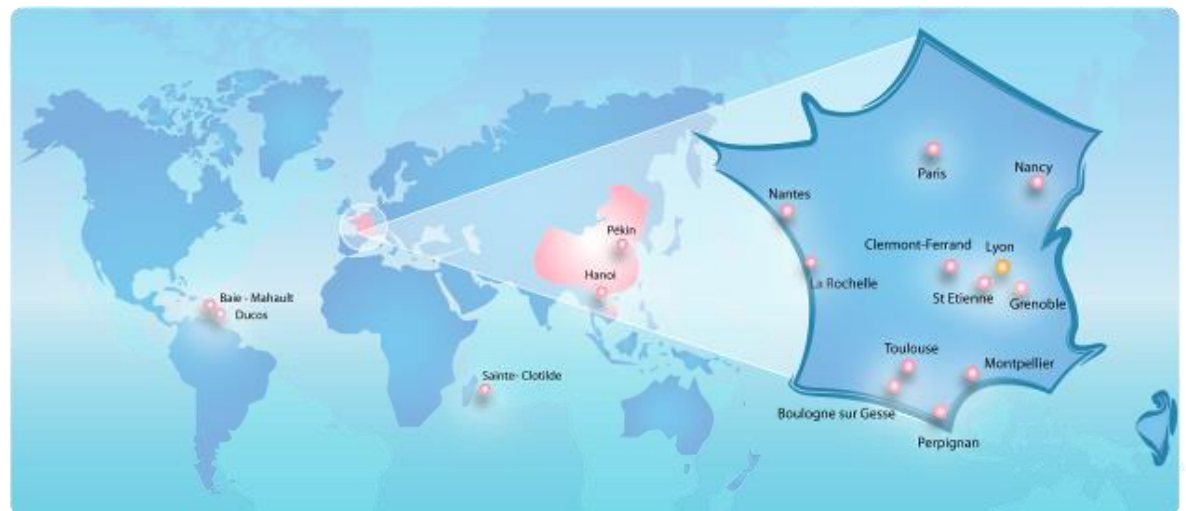 Paris
Nancy
Nantes
Pékin
Clermont-Ferrand
Lyon
Hanoi
La Rochelle
St Etienne
Grenoble
Baie - Mahault
Ducos
Toulouse
Montpellier
Sainte- Clotilde
Boulogne sur Gesse
Perpignan